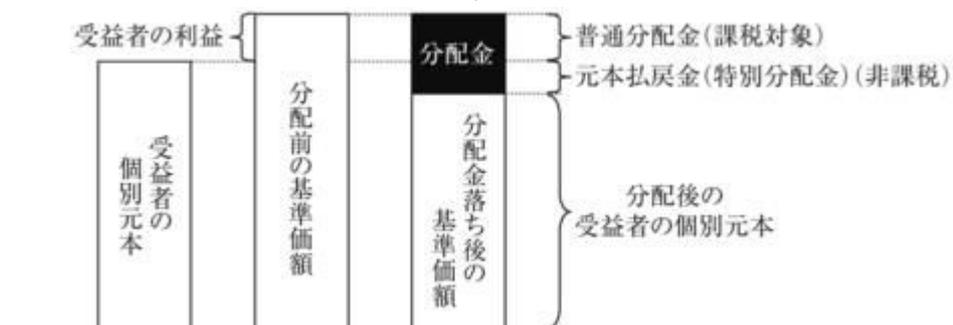 受益者の利益
受益者の
個別元本
分配前の基準価額
分配金
分配金落ち後の
基準価額
普通分配金(課税対象)
元本払戻金(特別分配金)(非課税)
分配後の
受益者の個別元本